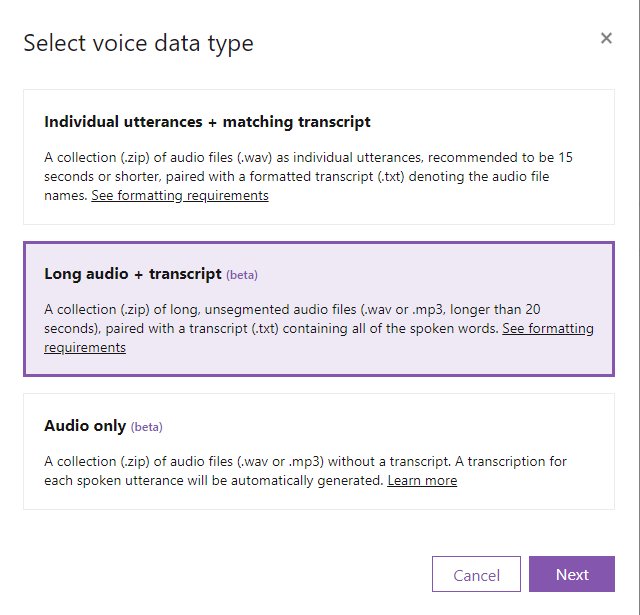 Select voice data type
Individual utterances + matching transcript
A collection (.zip) of audio files (.wav) as individual utterances, recommended to be 15
seconds or shorter, paired with a formatted transcript (.txt) denoting the audio file
names. See formatting requirements
Long audio + transcript (beta)
A collection (.zip) of long, unsegmented audio files (.wav or .mp3, longer than 20
seconds), paired with a transcript (.txt) containing all of the spoken words. See formatting
requirements
Audio only (beta)
A collection (.zip) of audio files (.wav or .mp3) without a transcript. A transcription for
each spoken utterance will be automatically generated. Learn more
Cancel Next